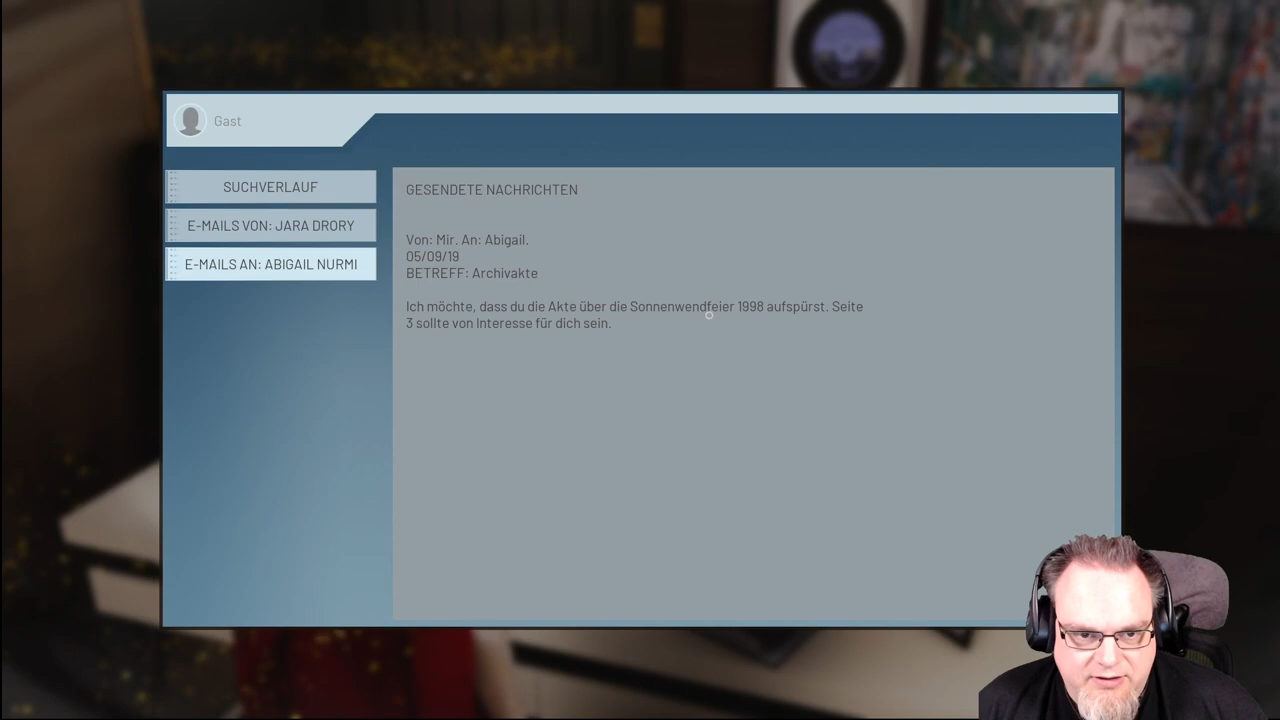 Gast
SUCHVERLAUF
E-MAILS VON: JARA DRORY
E-MAILS AN: ABIGAIL NURMI
GESENDETE NACHRICHTEN
Von: Mir. An: Abigail.
05/09/19
BETREFF: Archivakte
Ich möchte, dass du die Akte über die Sonnenwendfeier 1998 aufspürst. Seite
3 sollte von Interesse für dich sein.